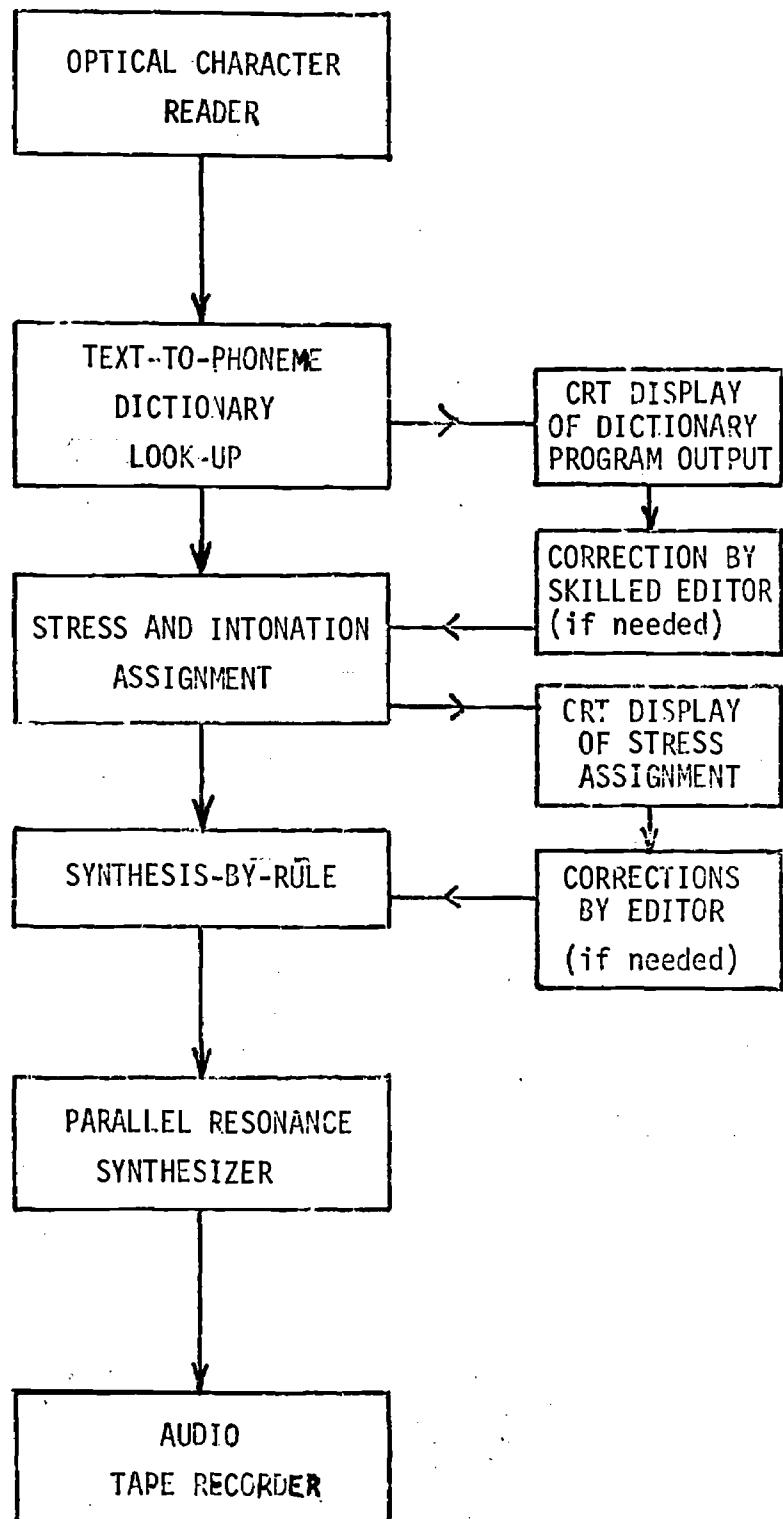 OPTICAL CHARACTER
READER
TEXT-TO-PHONEME
DICTIONARY
LOOK-UP
CRT DISPLAY
OF DICTIONARY
PROGRAM OUTPUT
CORRECTION BY
SKILLED EDITOR
(if needed)
STRESS AND INTONATION
ASSIGNMENT
CRT DISPLAY
OF STRESS
ASSIGNMENT
SYNTHESIS-BY-RULE
CORRECTIONS
BY EDITOR
(if needed)
PARALLEL RESONANCE
SYNTHESIZER
AUDIO
TAPE RECORDER